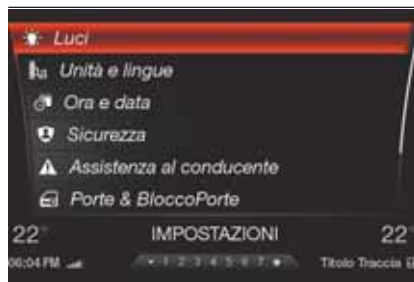 Luci
Unità e lingue
Ora e data
Sicurezza
Assistenza al conducente
Porte & BloccoPorte
22° IMPOSTAZIONI 22°
06:04 PM 1 2 3 4 5 6 7 Titolo Traccia